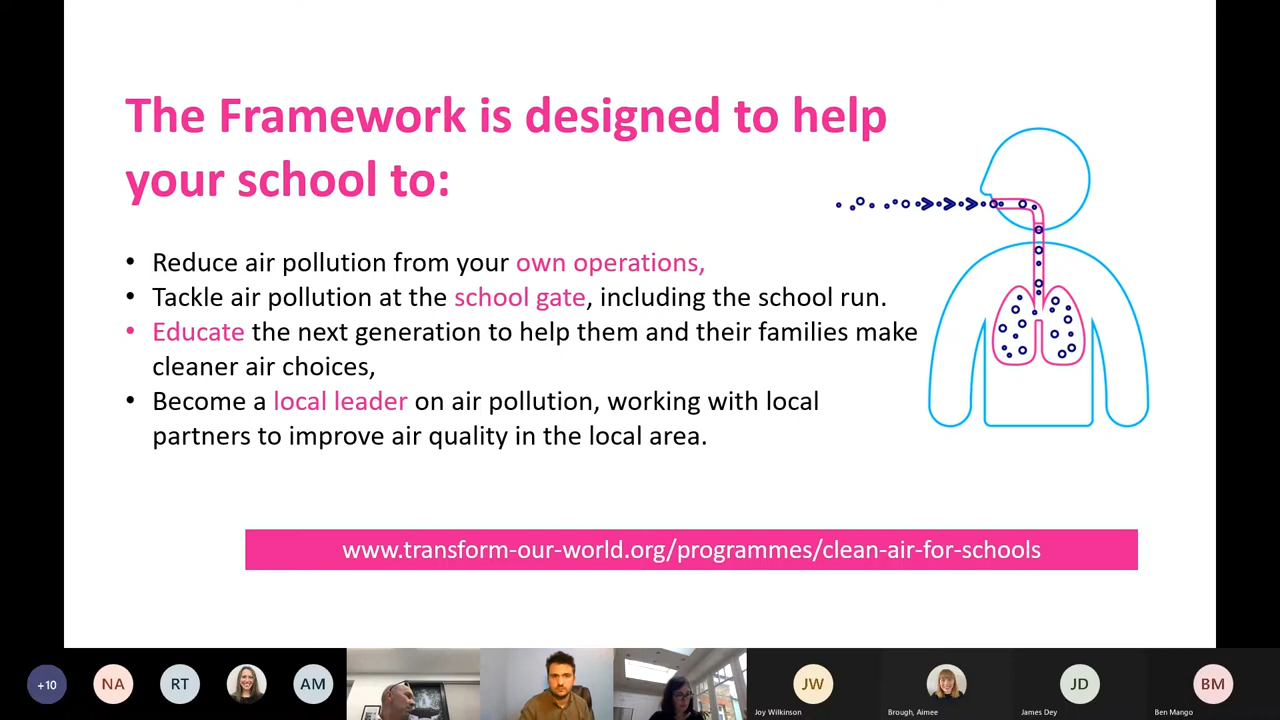 The Framework is designed to help
your school to:
• Reduce air pollution from your own operations,
• Tackle air pollution at the school gate, including the school run.
• Educate the next generation to help them and their families make
cleaner air choices,
• Become a local leader on air pollution, working with local
partners to improve air quality in the local area.
www.transform-our-world.org/programmes/clean-air-for-schools
+10
NA
RT
AM
JW
JD
BM
Joy Wilkinson
Brough, Aimee
James Dey
Ben Mango